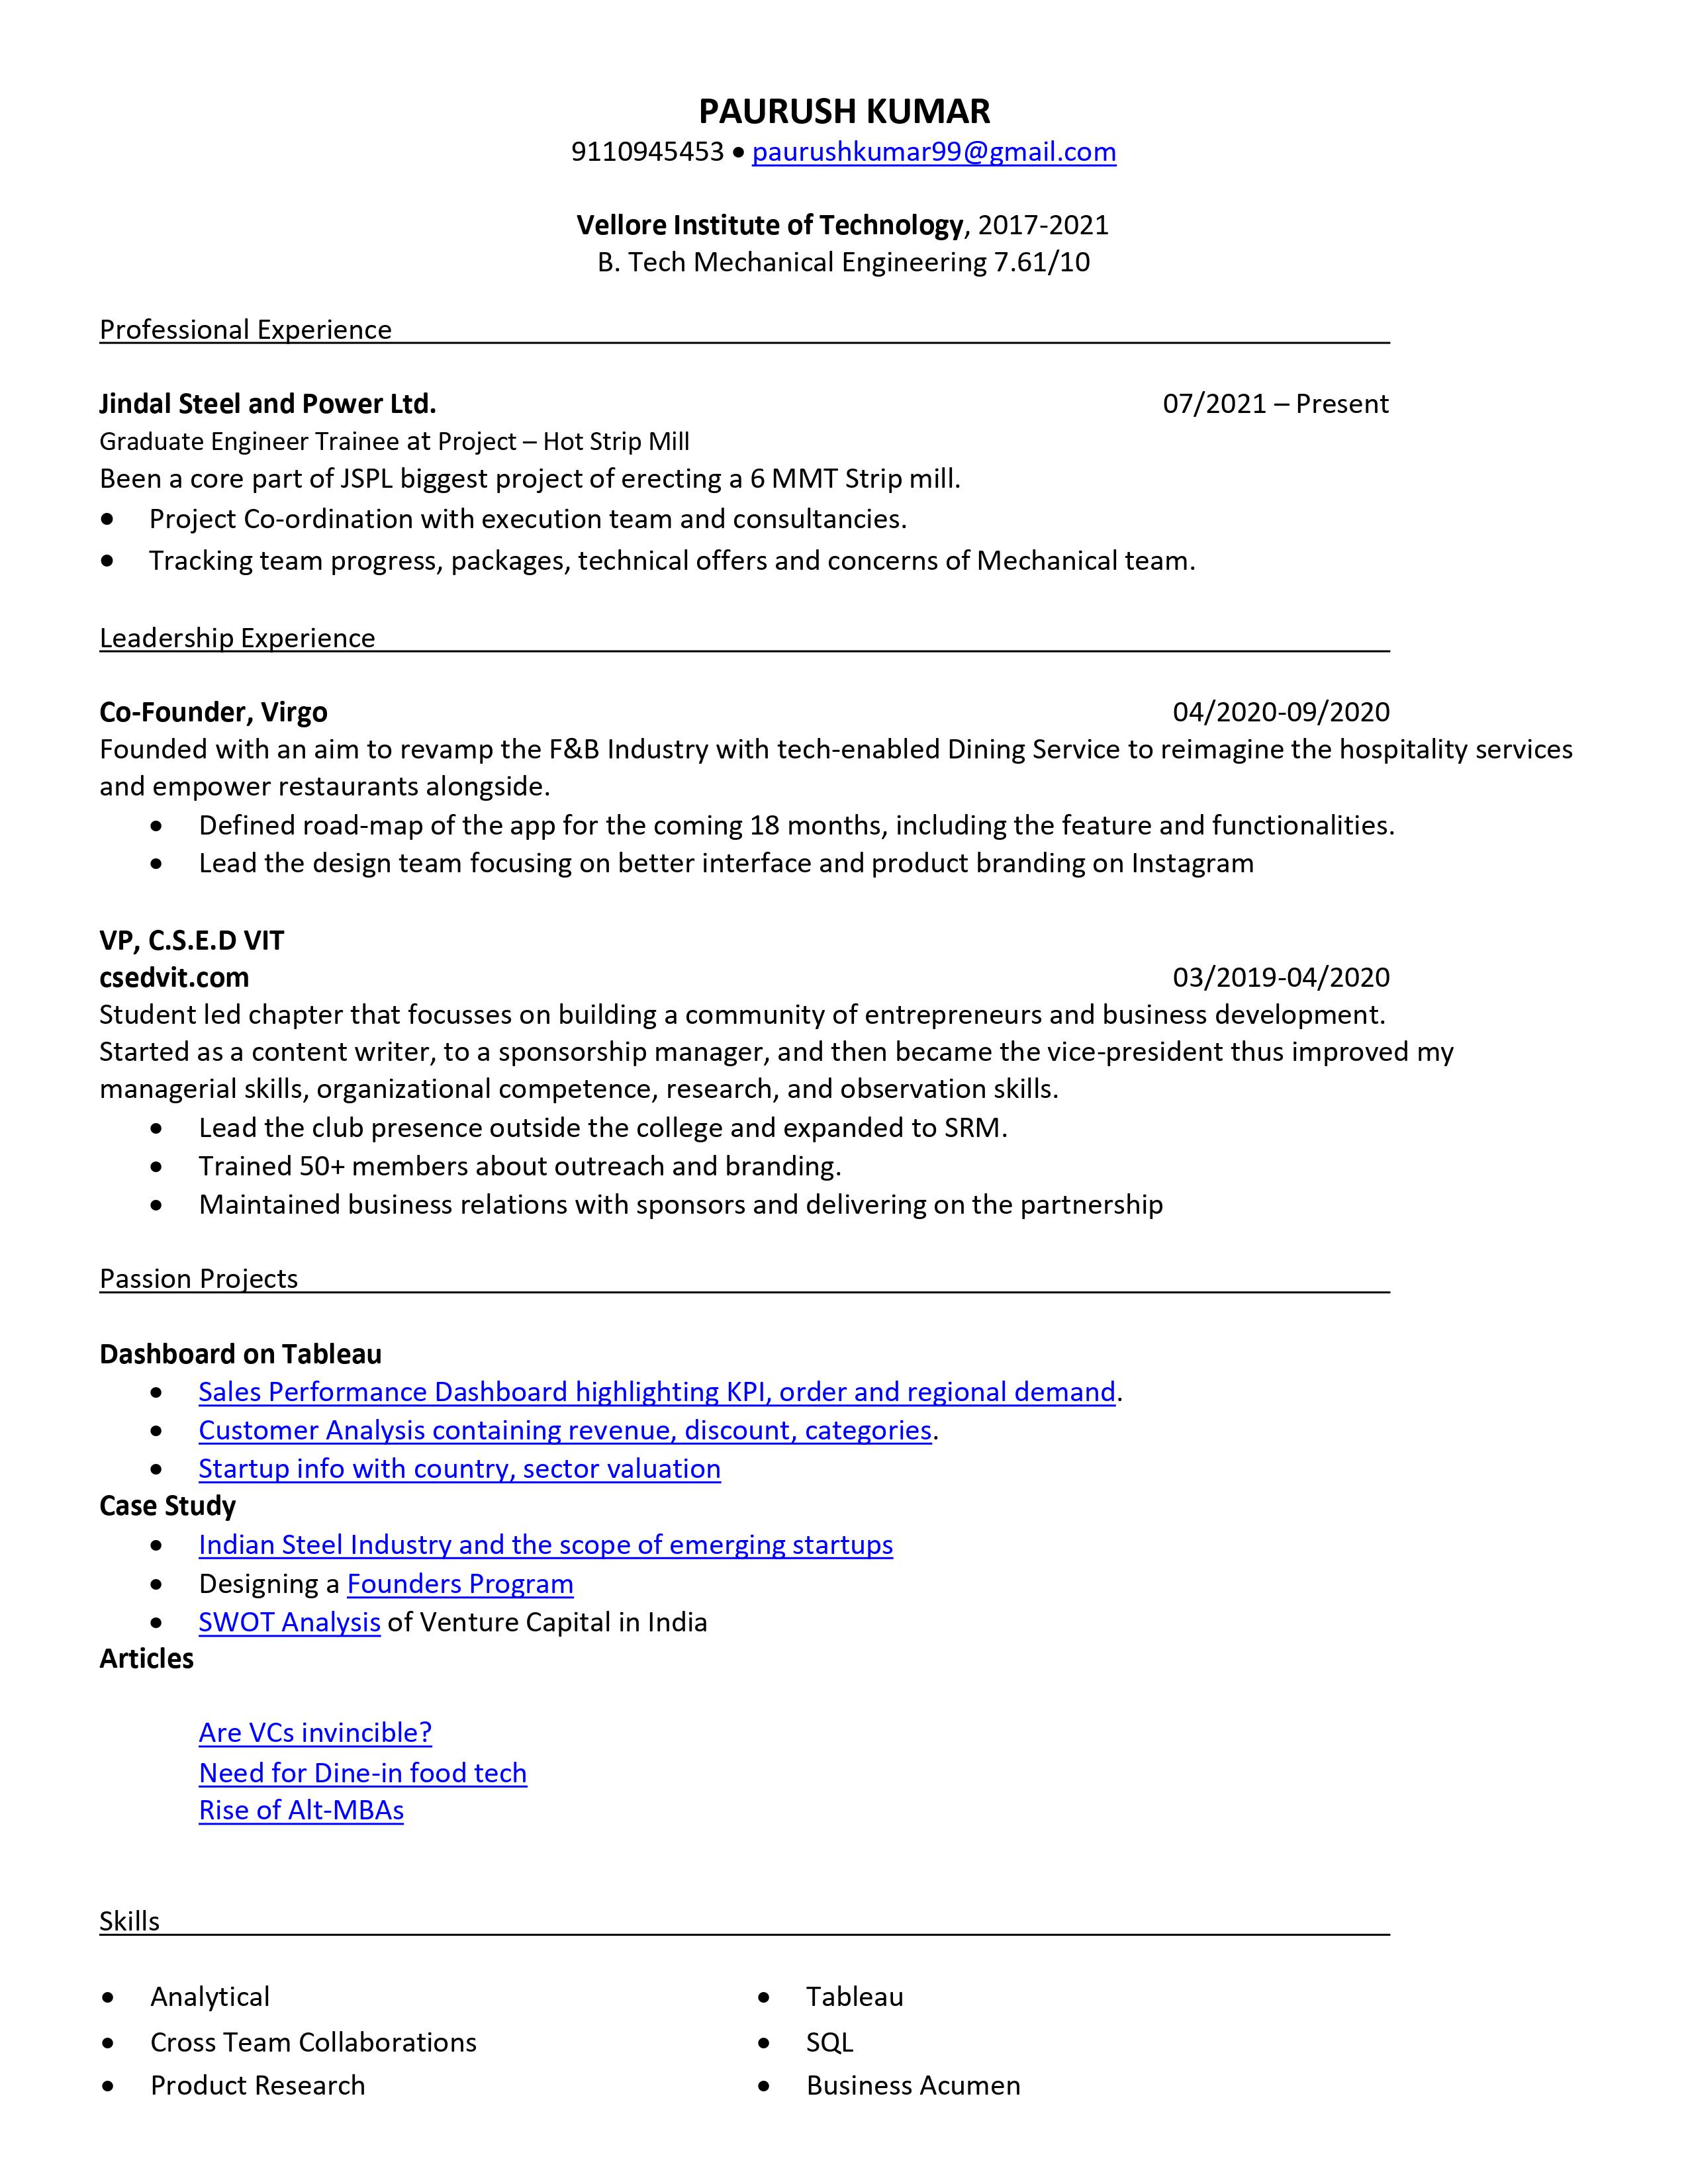 PAURUSH KUMAR
9110945453 • paurushkumar99@gmail.com
Vellore Institute of Technology, 2017-2021
B. Tech Mechanical Engineering 7.61/10
Professional Experience
Jindal Steel and Power Ltd. 07/2021 – Present
Graduate Engineer Trainee at Project – Hot Strip Mill
Been a core part of JSPL biggest project of erecting a 6 MMT Strip mill.
• Project Co-ordination with execution team and consultancies.
• Tracking team progress, packages, technical offers and concerns of Mechanical team.
Leadership Experience
Co-Founder, Virgo 04/2020-09/2020
Founded with an aim to revamp the F&B Industry with tech-enabled Dining Service to reimagine the hospitality services
and empower restaurants alongside.
• Defined road-map of the app for the coming 18 months, including the feature and functionalities.
• Lead the design team focusing on better interface and product branding on Instagram
VP, C.S.E.D VIT
csedvit.com 03/2019-04/2020
Student led chapter that focusses on building a community of entrepreneurs and business development.
Started as a content writer, to a sponsorship manager, and then became the vice-president thus improved my
managerial skills, organizational competence, research, and observation skills.
• Lead the club presence outside the college and expanded to SRM.
• Trained 50+ members about outreach and branding.
• Maintained business relations with sponsors and delivering on the partnership
Passion Projects
Dashboard on Tableau
• Sales Performance Dashboard highlighting KPI, order and regional demand.
• Customer Analysis containing revenue, discount, categories.
• Startup info with country, sector valuation
Case Study
• Indian Steel Industry and the scope of emerging startups
• Designing a Founders Program
• SWOT Analysis of Venture Capital in India
Articles
Are VCs invincible?
Need for Dine-in food tech
Rise of Alt-MBAs
Skills
• Analytical
• Cross Team Collaborations
• Product Research
• Tableau
• SQL
• Business Acumen